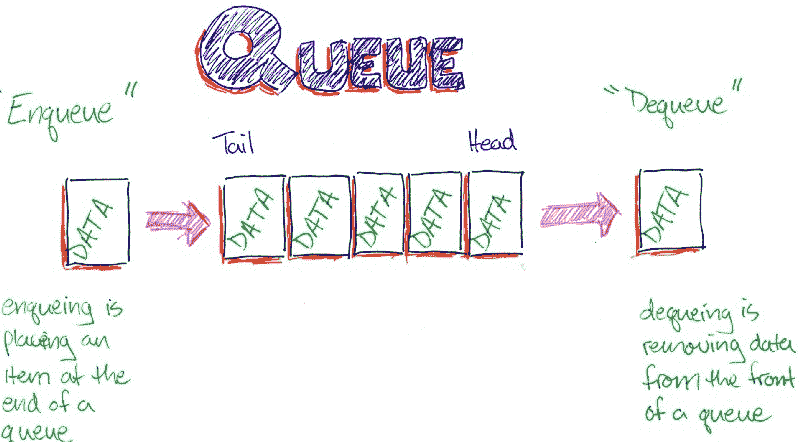 QUEUE
"Enqueue"
"Dequeue"
Tail
Head
DATA
DATA
DATA
DATA
DATA
DATA
DATA
enqueing is
placing an
item at the
end of a
queue
dequeing is
removing data
from the front
of a queue